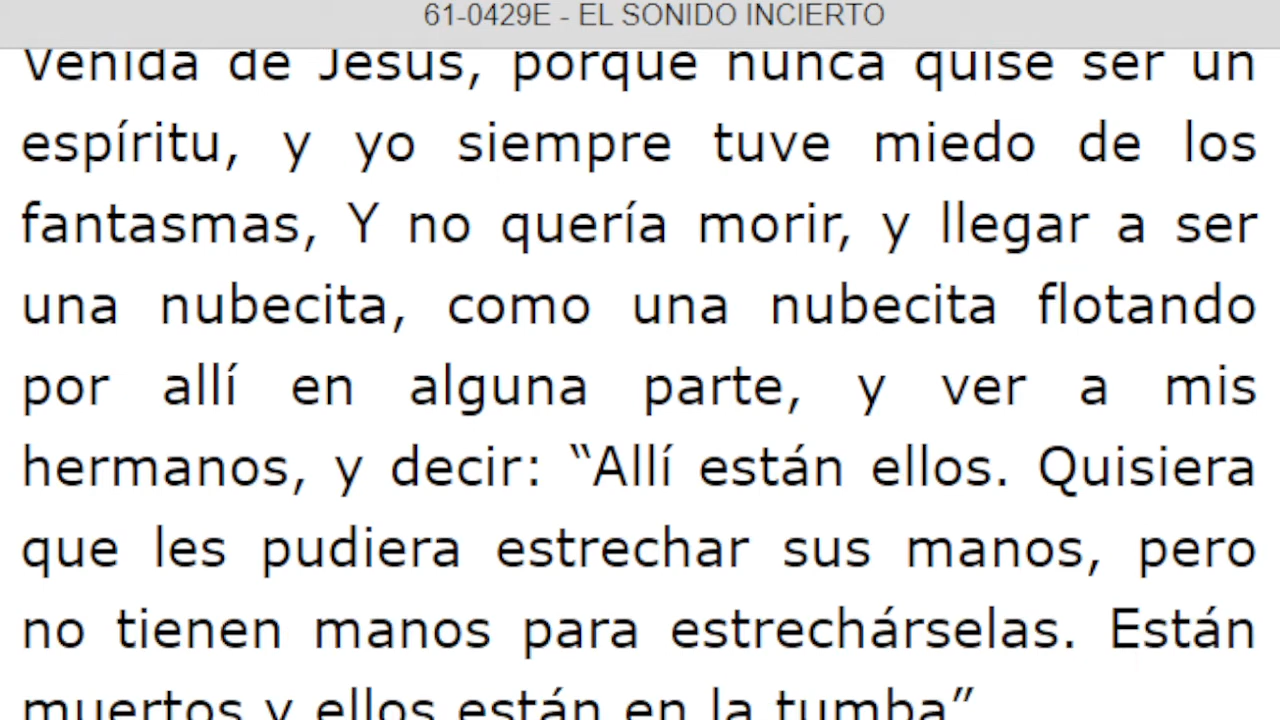 61-0429E - EL SONIDO INCIERTO
Venida de Jesús, porque nunca quise ser un
espíritu, y yo siempre tuve miedo de los
fantasmas, Y no quería morir, y llegar a ser
una nubecita, como una nubecita flotando
por allí en alguna parte, y ver a mis
hermanos, y decir: “Allí están ellos. Quisiera
que les pudiera estrechar sus manos, pero
no tienen manos para estrechárselas. Están
muertos y ellos están en la tumba”